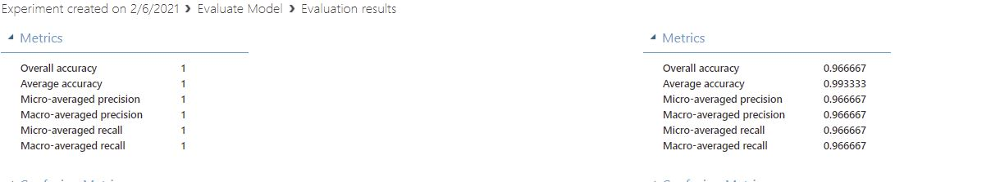 Experiment created on 2/6/2021 ❯ Evaluate Model ❯ Evaluation results
Metrics
Overall accuracy 1
Average accuracy 1
Micro-averaged precision 1
Macro-averaged precision 1
Micro-averaged recall 1
Macro-averaged recall 1
Metrics
Overall accuracy 0.966667
Average accuracy 0.993333
Micro-averaged precision 0.966667
Macro-averaged precision 0.966667
Micro-averaged recall 0.966667
Macro-averaged recall 0.966667